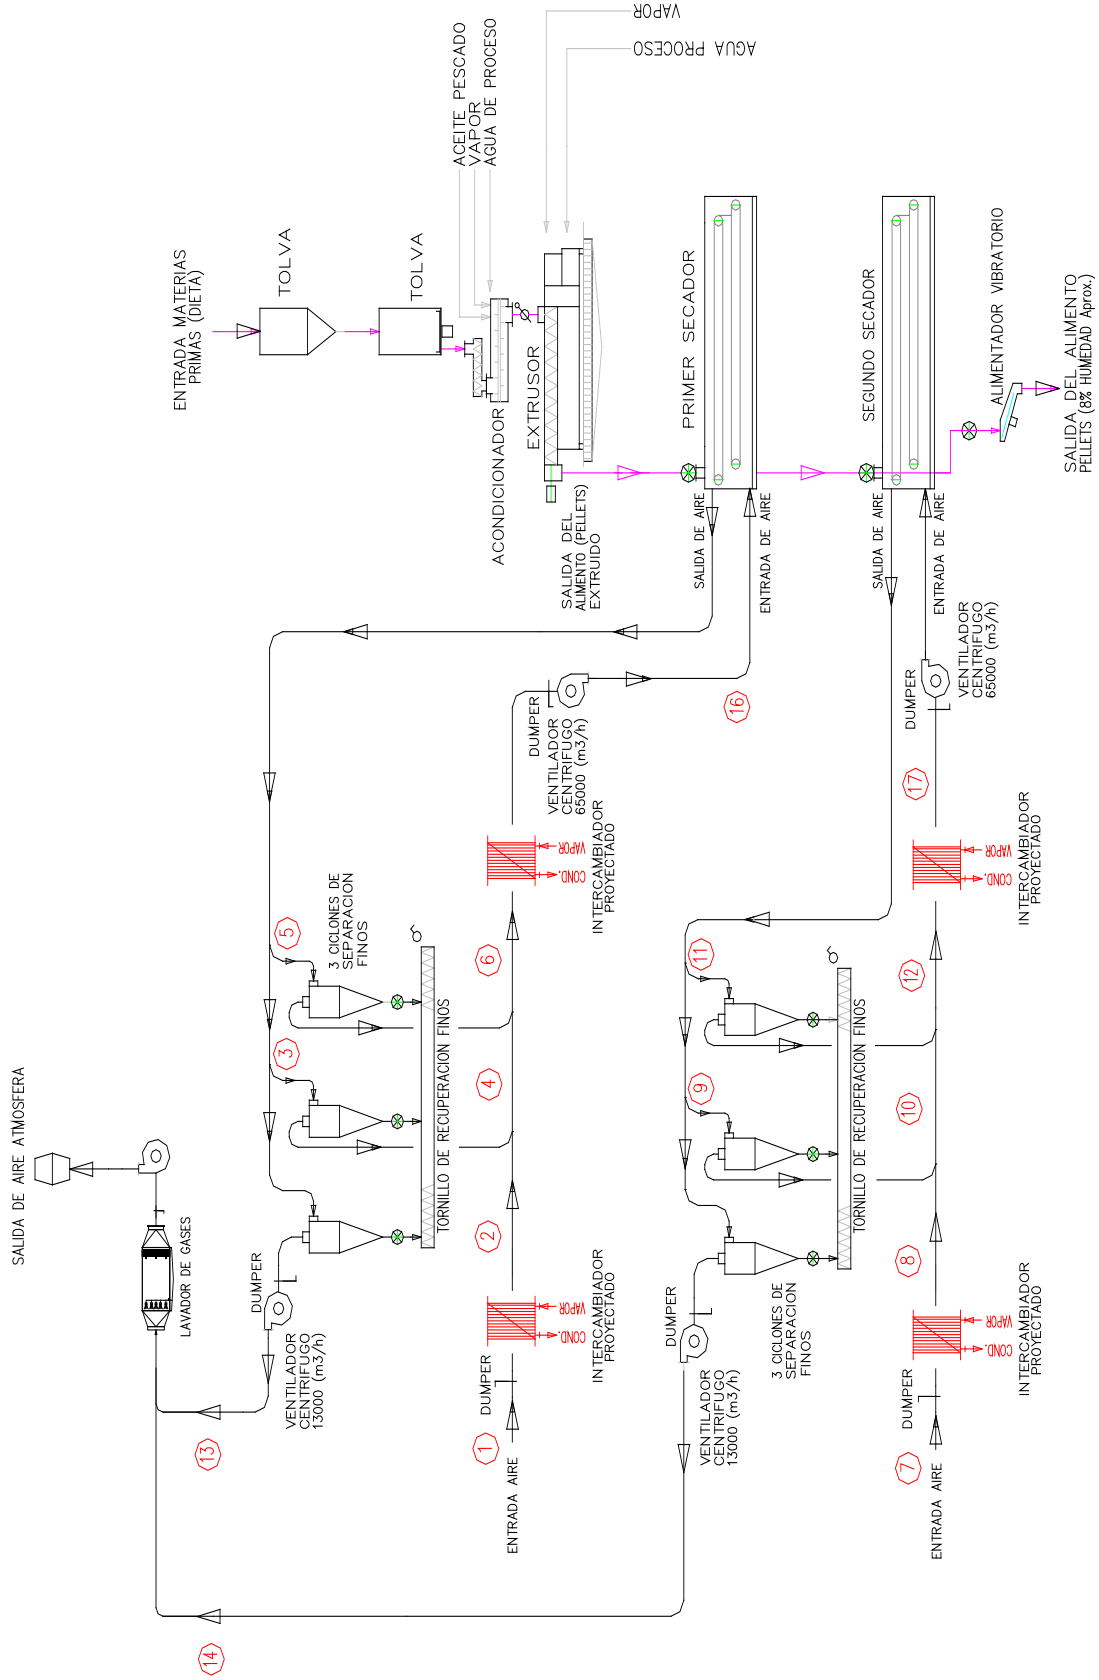 VAPOR
AGUA PROCESO
ACEITE PESCADO
VAPOR
AGUA DE PROCESO
ENTRADA MATERIAS
PRIMAS (DIETA)
TOLVA
TOLVA
ACONDICIONADOR
EXTRUSOR
SALIDA DEL
ALIMENTO (PELLETS)
EXTRUIDO
PRIMER SECADOR
SALIDA DE AIRE
ENTRADA DE AIRE
SEGUNDO SECADOR
SALIDA DE AIRE
ENTRADA DE AIRE
ALIMENTADOR VIBRATORIO
SALIDA DEL ALIMENTO
PELLETS (8% HUMEDAD Aprox.)
16
DUMPER
VENTILADOR
CENTRIFUGO
65000 (m3/h)
DUMPER
VENTILADOR
CENTRIFUGO
65000 (m3/h)
17
VAPOR
COND.
INTERCAMBIADOR
PROYECTADO
VAPOR
COND.
INTERCAMBIADOR
PROYECTADO
5
3 CICLONES DE
SEPARACION
FINOS
3
6
4
2
TORNILLO DE RECUPERACION FINOS
11
9
12
10
8
TORNILLO DE RECUPERACION FINOS
3 CICLONES DE
SEPARACION
FINOS
SALIDA DE AIRE ATMOSFERA
LAVADOR DE GASES
DUMPER
VENTILADOR
CENTRIFUGO
13000 (m3/h)
13
VAPOR
COND.
INTERCAMBIADOR
PROYECTADO
DUMPER
1
ENTRADA AIRE
DUMPER
VENTILADOR
CENTRIFUGO
13000 (m3/h)
VAPOR
COND.
INTERCAMBIADOR
PROYECTADO
DUMPER
7
ENTRADA AIRE
14